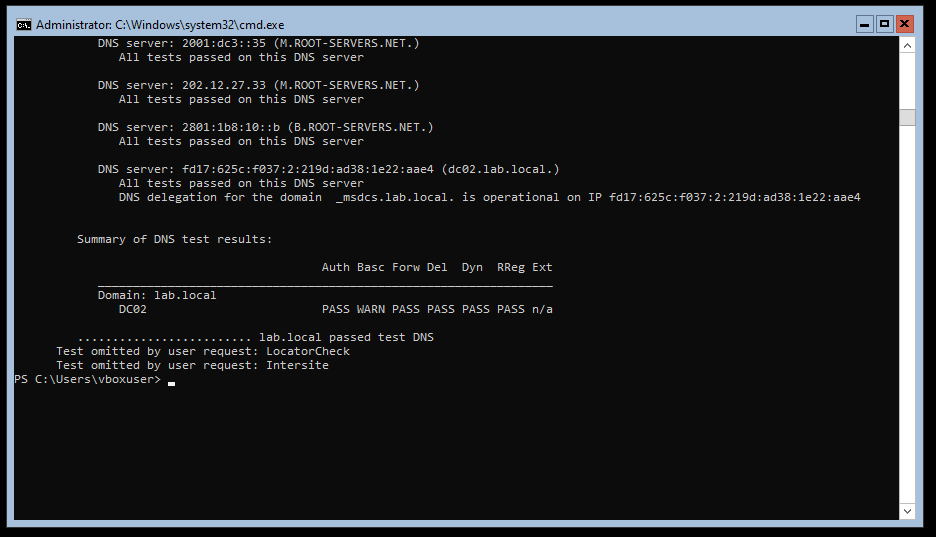 Administrator: C:\Windows\system32\cmd.exe
DNS server: 2001:dc3::35 (M.ROOT-SERVERS.NET.)
All tests passed on this DNS server
DNS server: 202.12.27.33 (M.ROOT-SERVERS.NET.)
All tests passed on this DNS server
DNS server: 2801:1b8:10::b (B.ROOT-SERVERS.NET.)
All tests passed on this DNS server
DNS server: fd17:625c:f037:2:219d:ad38:1e22:aae4 (dc02.lab.local.)
All tests passed on this DNS server
DNS delegation for the domain  _msdcs.lab.local. is operational on IP fd17:625c:f037:2:219d:ad38:1e22:aae4
Summary of DNS test results:
Auth Basc Forw Del  Dyn  RReg Ext
_________________________________________________________________
Domain: lab.local
DC02                         PASS WARN PASS PASS PASS PASS n/a
......................... lab.local passed test DNS
Test omitted by user request: LocatorCheck
Test omitted by user request: Intersite
PS C:\Users\vboxuser>